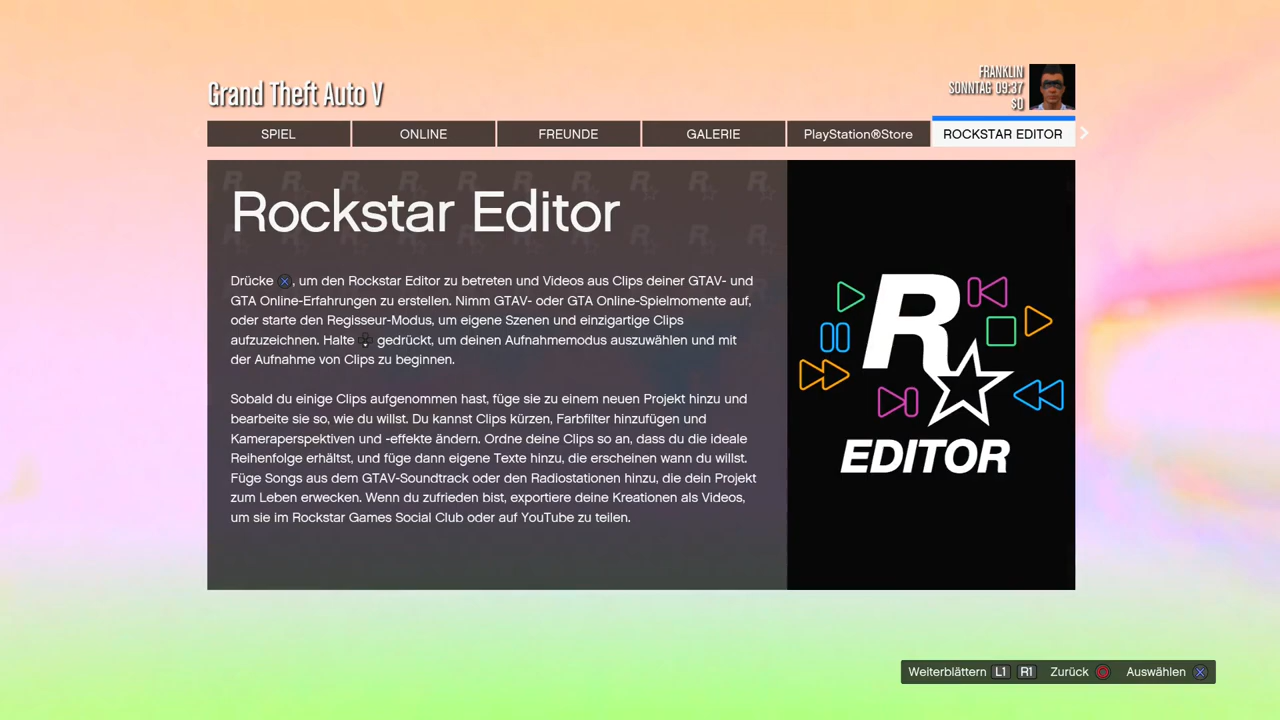 Grand Theft Auto V
FRANKLIN
SONNTAG 09:37
$0
SPIEL
ONLINE
FREUNDE
GALERIE
PlayStation®Store
ROCKSTAR EDITOR
Rockstar Editor
Drücke , um den Rockstar Editor zu betreten und Videos aus Clips deiner GTAV- und
GTA Online-Erfahrungen zu erstellen. Nimm GTAV- oder GTA Online-Spielmomente auf,
oder starte den Regisseur-Modus, um eigene Szenen und einzigartige Clips
aufzuzeichnen. Halte gedrückt, um deinen Aufnahmemodus auszuwählen und mit
der Aufnahme von Clips zu beginnen.
Sobald du einige Clips aufgenommen hast, füge sie zu einem neuen Projekt hinzu und
bearbeite sie so, wie du willst. Du kannst Clips kürzen, Farbfilter hinzufügen und
Kameraperspektiven und -effekte ändern. Ordne deine Clips so an, dass du die ideale
Reihenfolge erhältst, und füge dann eigene Texte hinzu, die erscheinen wann du willst.
Füge Songs aus dem GTAV-Soundtrack oder den Radiostationen hinzu, die dein Projekt
zum Leben erwecken. Wenn du zufrieden bist, exportiere deine Kreationen als Videos,
um sie im Rockstar Games Social Club oder auf YouTube zu teilen.
R
EDITOR
Weiterblättern L1 R1 Zurück Auswählen